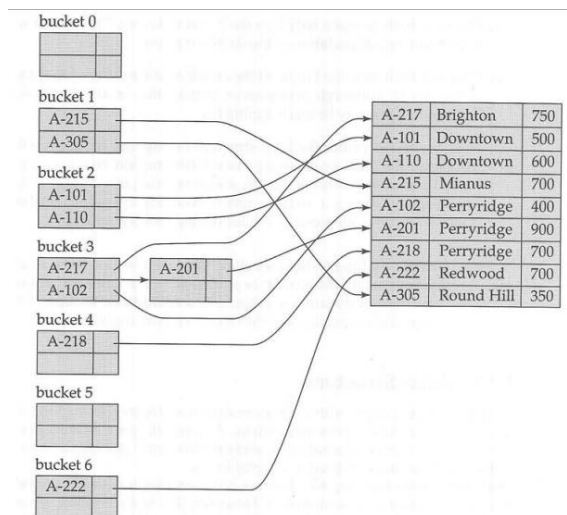 bucket 0
bucket 1
A-215
A-305
bucket 2
A-101
A-110
bucket 3
A-217
A-102
A-201
bucket 4
A-218
bucket 5
bucket 6
A-222
A-217 Brighton 750
A-101 Downtown 500
A-110 Downtown 600
A-215 Mianus 700
A-102 Perryridge 400
A-201 Perryridge 900
A-218 Perryridge 700
A-222 Redwood 700
A-305 Round Hill 350